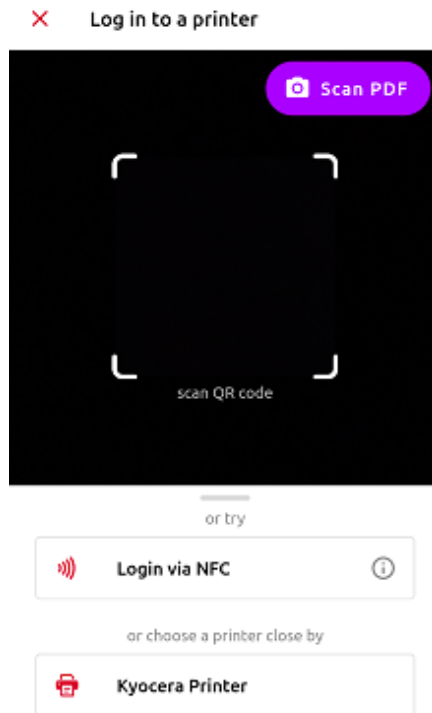 Log in to a printer
Scan PDF
scan QR code
or try
Login via NFC
or choose a printer close by
Kyocera Printer